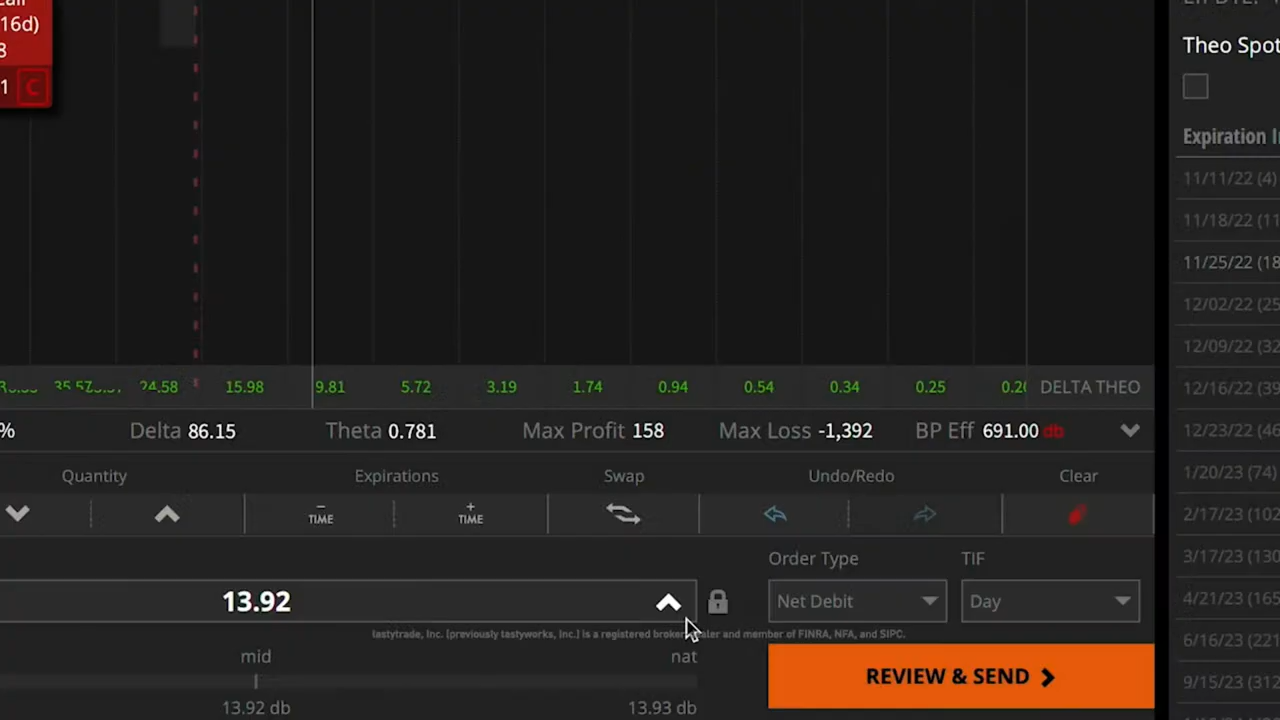 16d)
8
1 C
Theo Spot
Expiration
11/11/22 (4)
11/18/22 (11
11/25/22 (18
12/02/22 (25
12/09/22 (32
12/16/22 (39
12/23/22 (46
1/20/23 (74)
2/17/23 (102
3/17/23 (130
4/21/23 (165
6/16/23 (221
9/15/23 (312
24.58 15.98 9.81 5.72 3.19 1.74 0.94 0.54 0.34 0.25 DELTA THEO
% Delta 86.15 Theta 0.781 Max Profit 158 Max Loss -1,392 BP Eff 691.00 db
Quantity Expirations Swap Undo/Redo Clear
− TIME + TIME
Order Type TIF
13.92 Net Debit Day
tastytrade, Inc. (previously tastyworks, Inc.) is a registered broker-dealer and member of FINRA, NFA, and SIPC.
mid nat
REVIEW & SEND
13.92 db 13.93 db